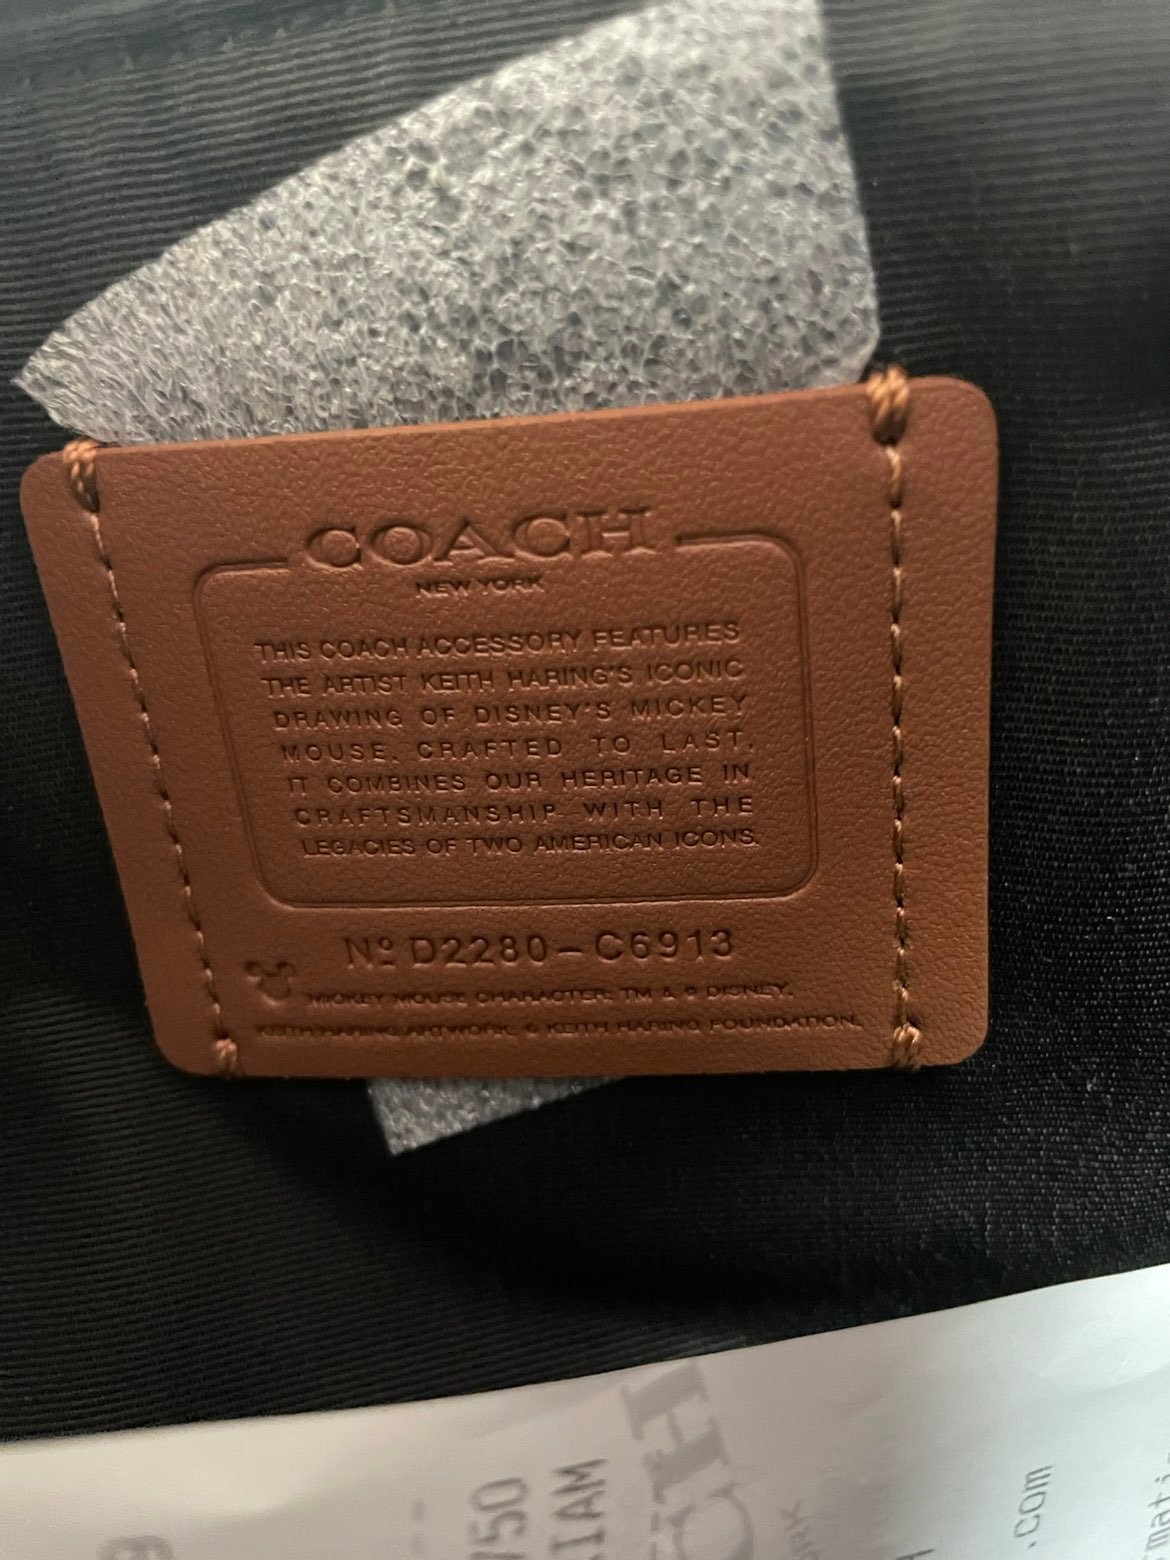 COACH
NEW YORK
THIS COACH ACCESSORY FEATURES
THE ARTIST KEITH HARING'S ICONIC
DRAWING OF DISNEY'S MICKEY
MOUSE. CRAFTED TO LAST,
IT COMBINES OUR HERITAGE IN
CRAFTSMANSHIP WITH THE
LEGACIES OF TWO AMERICAN ICONS.
Nº D2280-C6913
MICKEY MOUSE CHARACTER: TM & © DISNEY.
KEITH HARING ARTWORK: © KEITH HARING FOUNDATION.
.com